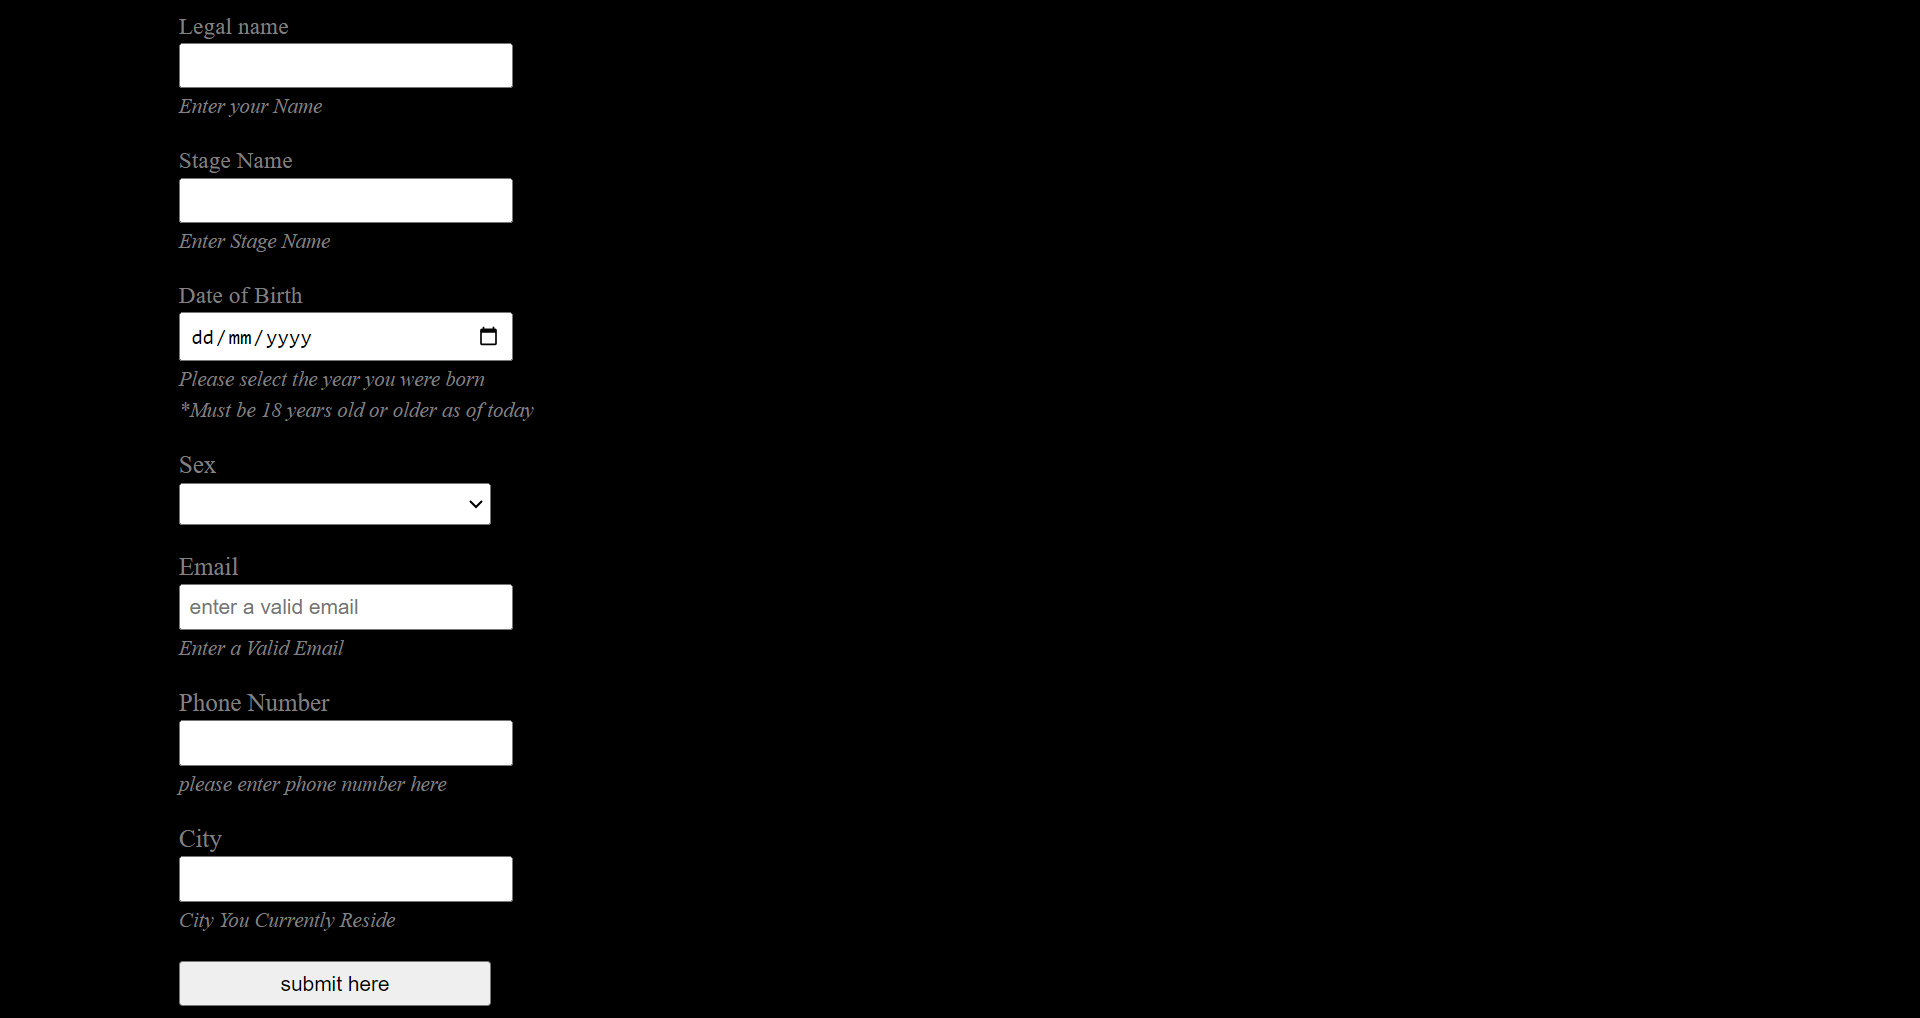 Legal name
Enter your Name
Stage Name
Enter Stage Name
Date of Birth
dd/mm/yyyy
Please select the year you were born
*Must be 18 years old or older as of today
Sex
Email
enter a valid email
Enter a Valid Email
Phone Number
please enter phone number here
City
City You Currently Reside
submit here